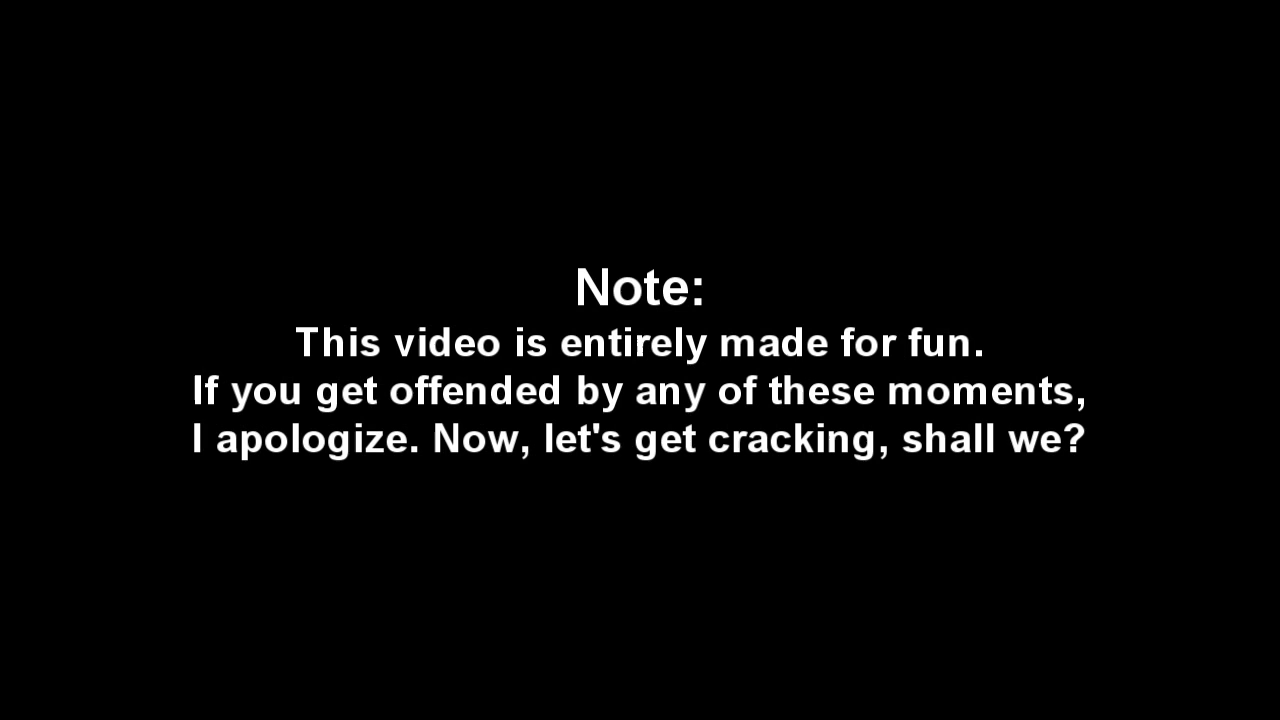 Note:
This video is entirely made for fun.
If you get offended by any of these moments,
I apologize. Now, let's get cracking, shall we?